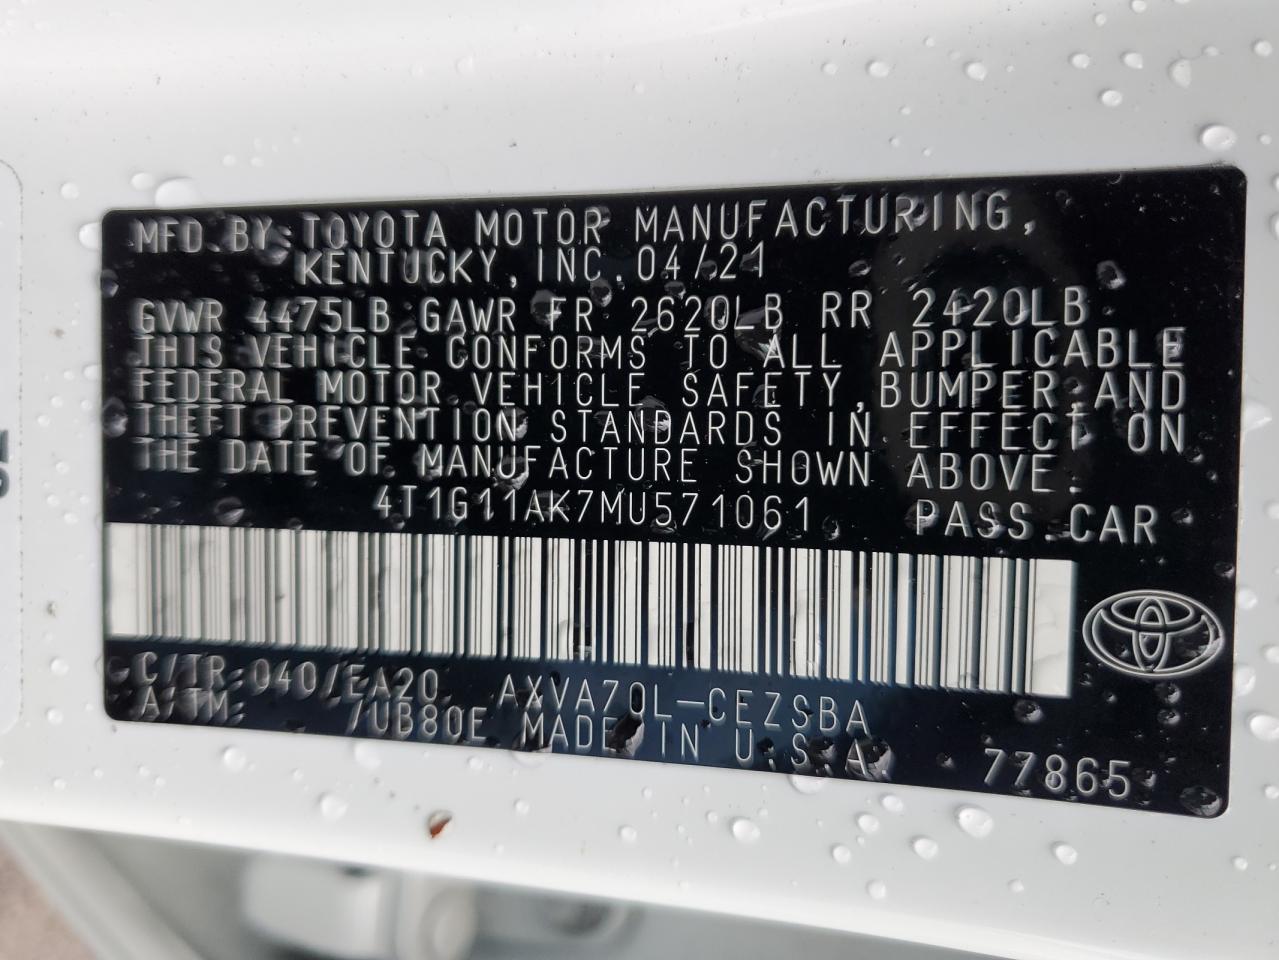 MFD.BY:TOYOTA MOTOR MANUFACTURING,
KENTUCKY,INC.04/21
GVWR 4475LB GAWR FR 2620LB RR 2420LB
THIS VEHICLE CONFORMS TO ALL APPLICABLE
FEDERAL MOTOR VEHICLE SAFETY,BUMPER,AND
THEFT PREVENTION STANDARDS IN EFFECT ON
THE DATE OF MANUFACTURE SHOWN ABOVE.
4T1G11AK7MU571061 PASS.CAR
C/TR:040/EA20 AXVA70L-CEZSBA
A/TM: /UB80E MADE IN U.S.A.
77865